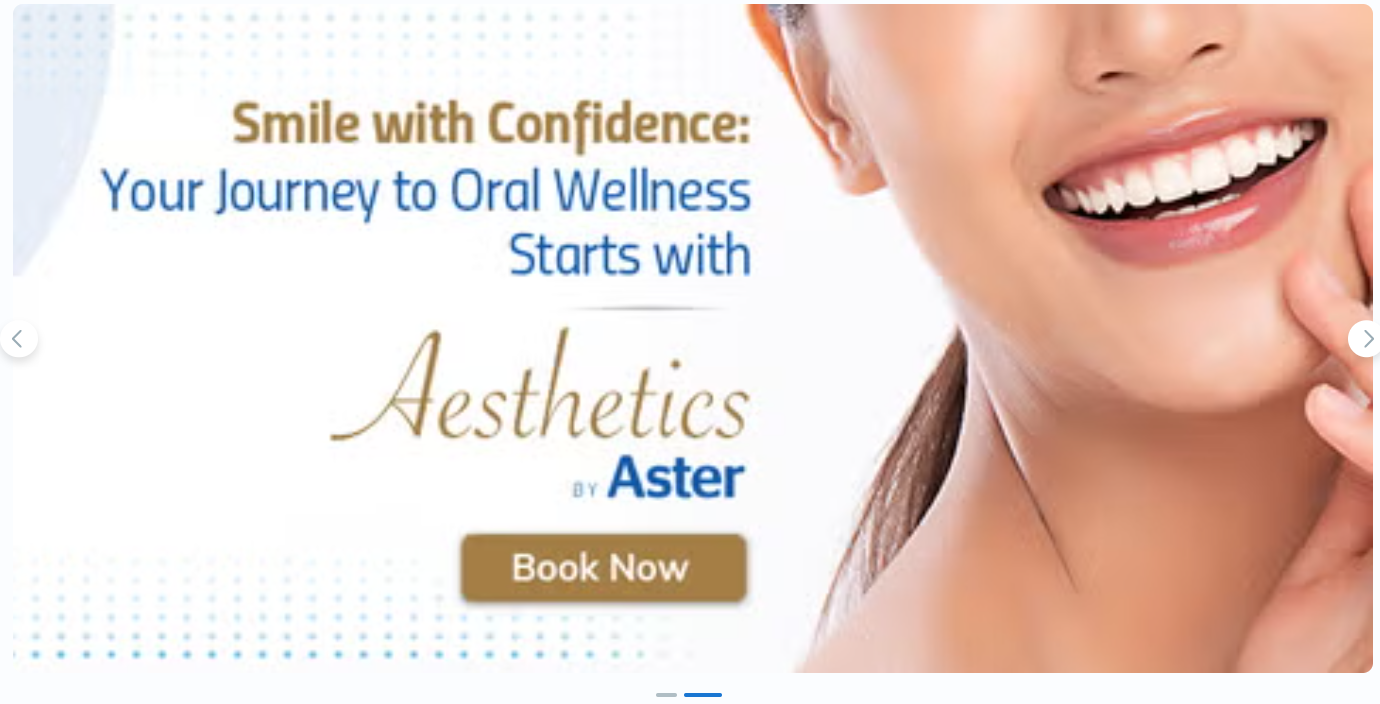 Smile with Confidence:
Your Journey to Oral Wellness
Starts with
Aesthetics
BY Aster
Book Now